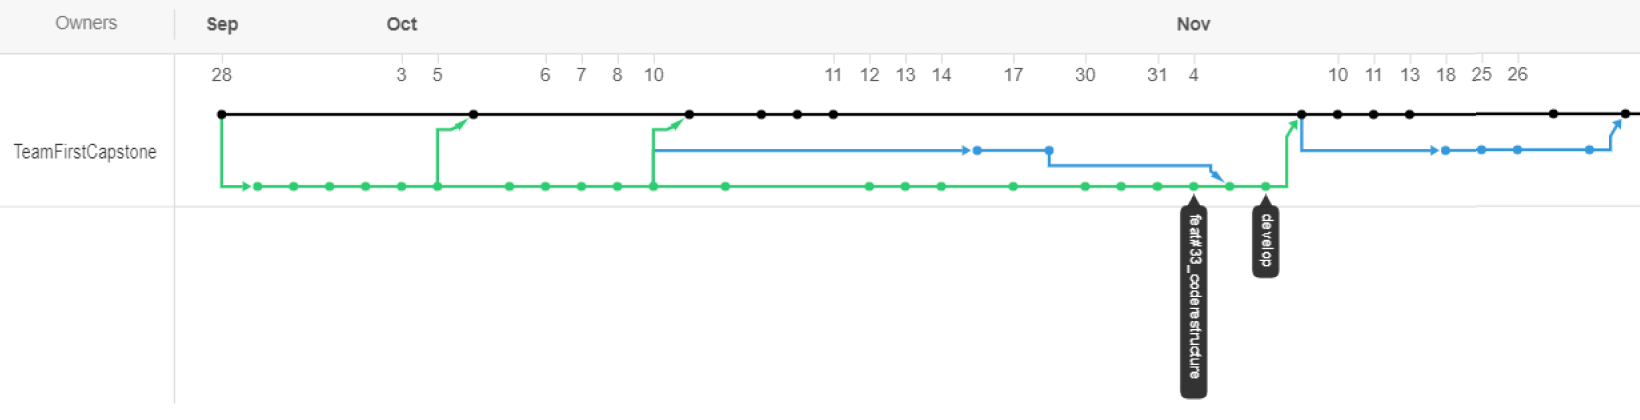 Owners
Sep Oct Nov
28 3 5 6 7 8 10 11 12 13 14 17 30 31 4 10 11 13 18 25 26
TeamFirstCapstone
feat#33_coderestructure
develop